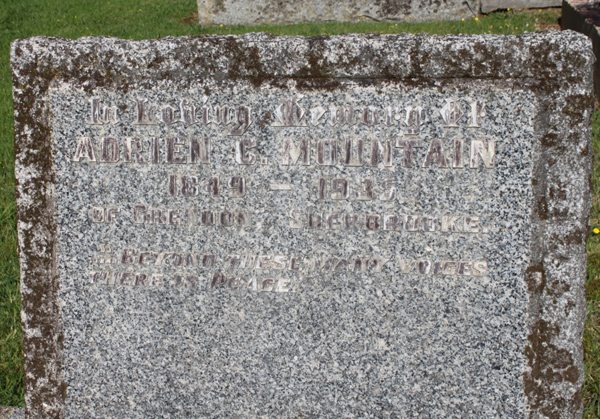 In Loving Memory Of
ADRIEN C. MOUNTAIN
1849 - 1937
OF SHERBROOKE.
"BEYOND THESE VOICES
THERE IS PEACE"